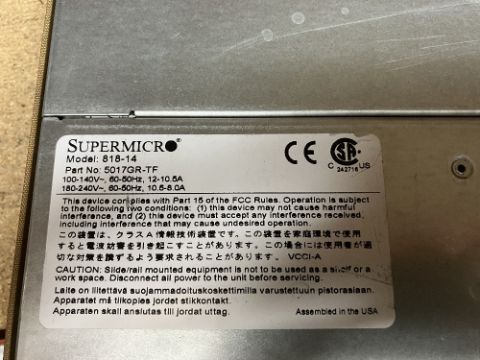 SUPERMICRO®
Model: 818-14
Part No: 5017GR-TF
100-140V~, 60-50Hz, 12-10.5A
180-240V~, 60-50Hz, 10.5-8.0A
CE
C US
242716
This device complies with Part 15 of the FCC Rules. Operation is subject
to the following two conditions: (1) this device may not cause harmful
interference, and (2) this device must accept any interference received,
including interference that may cause undesired operation.
この装置は、クラスA情報技術装置です。この装置を家庭環境で使用
すると電波妨害を引き起こすことがあります。この場合には使用者が適
切な対策を講ずるよう要求されることがあります。 VCCI-A
CAUTION: Slide/rail mounted equipment is not to be used as a shelf or a
work space. Disconnect all power to the unit before servicing.
Laite on liitettävä suojamaadoituskoskettimilla varustettuun pistorasiaan.
Apparatet må tilkoples jordet stikkontakt.
Apparaten skall anslutas till jordat uttag.
Assembled in the USA